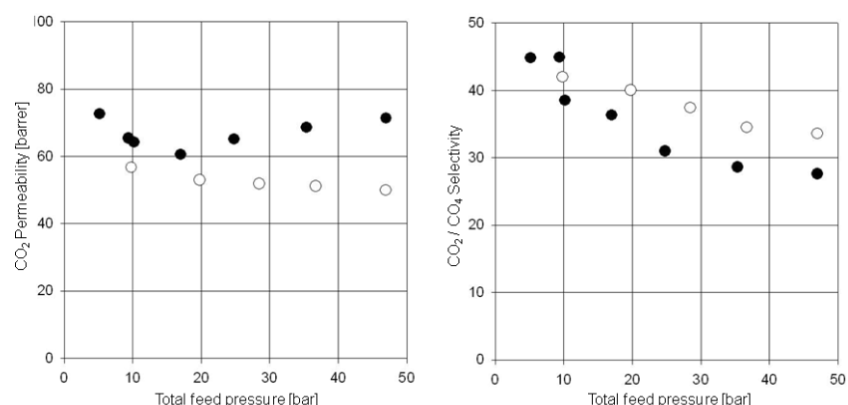 100
80
60
40
20
0
0 10 20 30 40 50
CO₂ Permeability [barrer]
Total feed pressure [bar]
50
40
30
20
10
0
0 10 20 30 40 50
CO₂ / CO₄ Selectivity
Total feed pressure [bar]